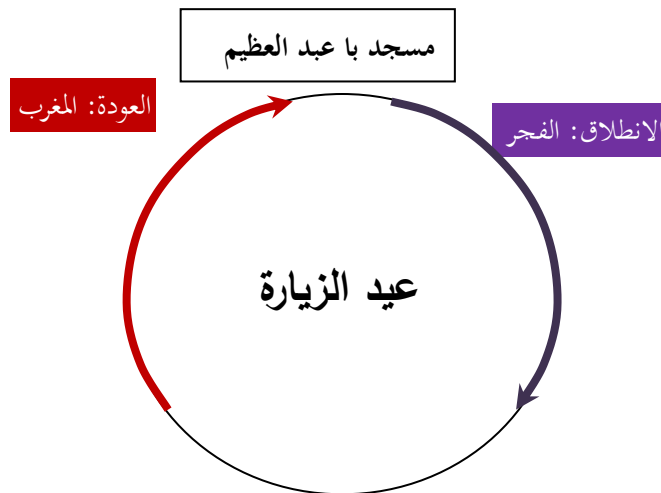 مسجد با عبد العظيم
الانطلاق: الفجر
العودة: المغرب
عيد الزيارة